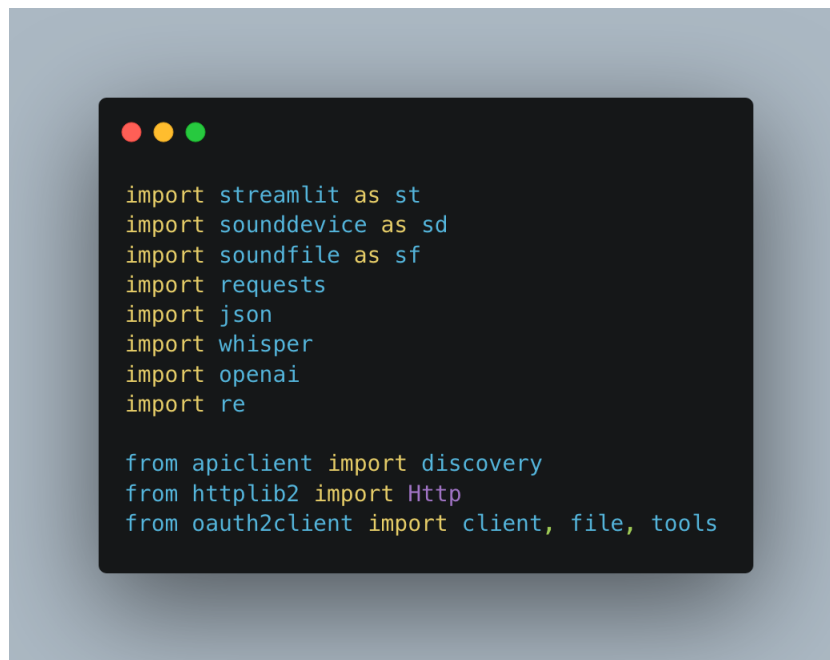 import streamlit as st
import sounddevice as sd
import soundfile as sf
import requests
import json
import whisper
import openai
import re

from apiclient import discovery
from httplib2 import Http
from oauth2client import client, file, tools